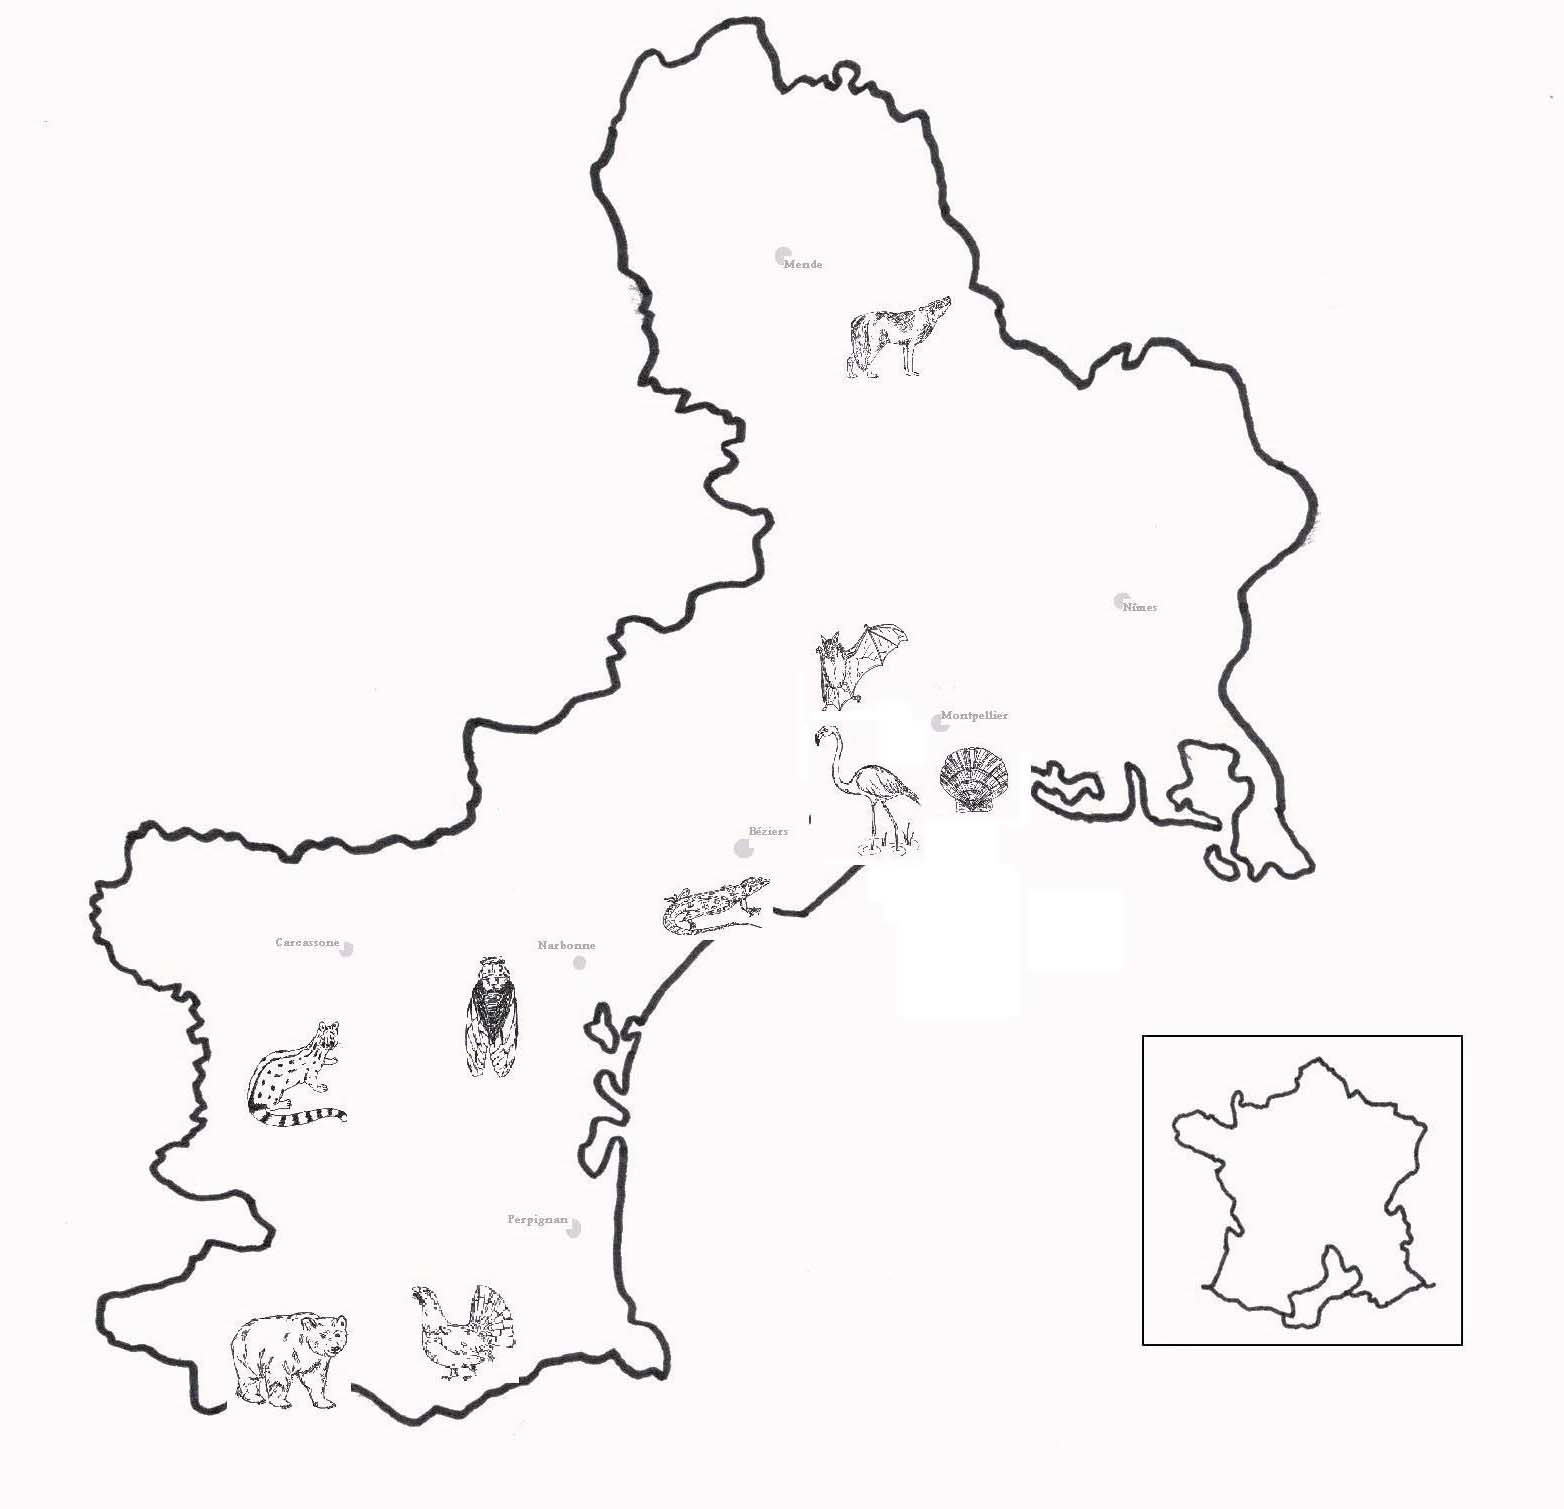 Mende
Nîmes
Montpellier
Béziers
Carcassone
Narbonne
Perpignan